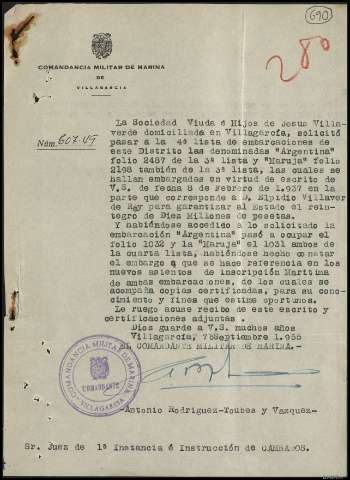 690
280
COMANDANCIA MILITAR DE MARINA
DE
VILLAGARCIA
Núm. 607-UT
La Sociedad Viuda é Hijos de Jesus Villa-
verde domiciliada en Villagarcía, solicitó
pasar a la 4ª lista de embarcaciones de
este Distrito las denominadas "Argentina"
folio 2487 de la 3ª lista y "Maruja" folio
2198 también de la 3ª lista, las cuales se
hallan embargadas en virtud de escrito de
V.S. de fecha 8 de Febrero de 1.937 en la
parte que corresponde a D. Elpidio Villaver
de Rey para garantizar al Estado el rein-
tegro de Diez Millones de pesetas.
Y habiéndose accedido a lo solicitado la
embarcación "Argentina" pasó a ocupar el
folio 1032 y la "Maruja" el 1031 ambos de
la cuarta lista, habiéndose hecho constar
el embargo a que se hace referencia en los
nuevos asientos de inscripción Marítima
de ambas embarcaciones, de los cuales se
acompaña copias certificadas, para su cono-
cimiento y fines que estime oportunos.
Le ruego acuse recibo de este escrito y
certificaciones adjuntas.
Dios guarde a V.S. muchos años
Villagarcía, 7 Septiembre 1.955
EL COMANDANTE MILITAR DE MARINA.-
COMANDANCIA MILITAR DE MARINA
COMANDANTE
VILLAGARCIA
-Antonio Rodriguez-Toubes y Vazquez-
Sr. Juez de 1ª Instancia é Instrucción de CAMBADOS.